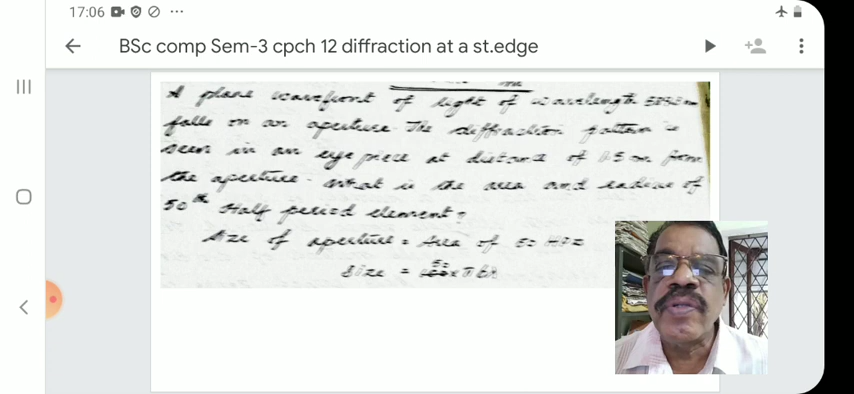 17:06
BSc comp Sem-3 cpch 12 diffraction at a st.edge
A plane wavefront of light of wavelength
falls on an aperture. The diffraction pattern is
seen in an eye piece at distance of from
the aperture. What is the area and radius of
50th Half period element?
Size of aperture = Area of 50 HPZ
Size =